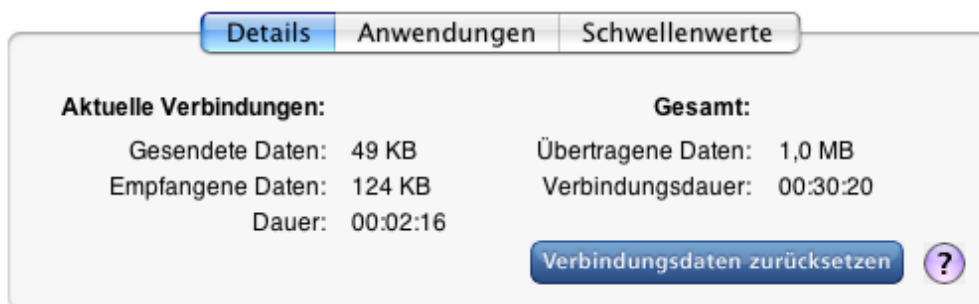 Details Anwendungen Schwellenwerte
Aktuelle Verbindungen:
Gesendete Daten: 49 KB
Empfangene Daten: 124 KB
Dauer: 00:02:16
Gesamt:
Übertragene Daten: 1,0 MB
Verbindungsdauer: 00:30:20
Verbindungsdaten zurücksetzen ?